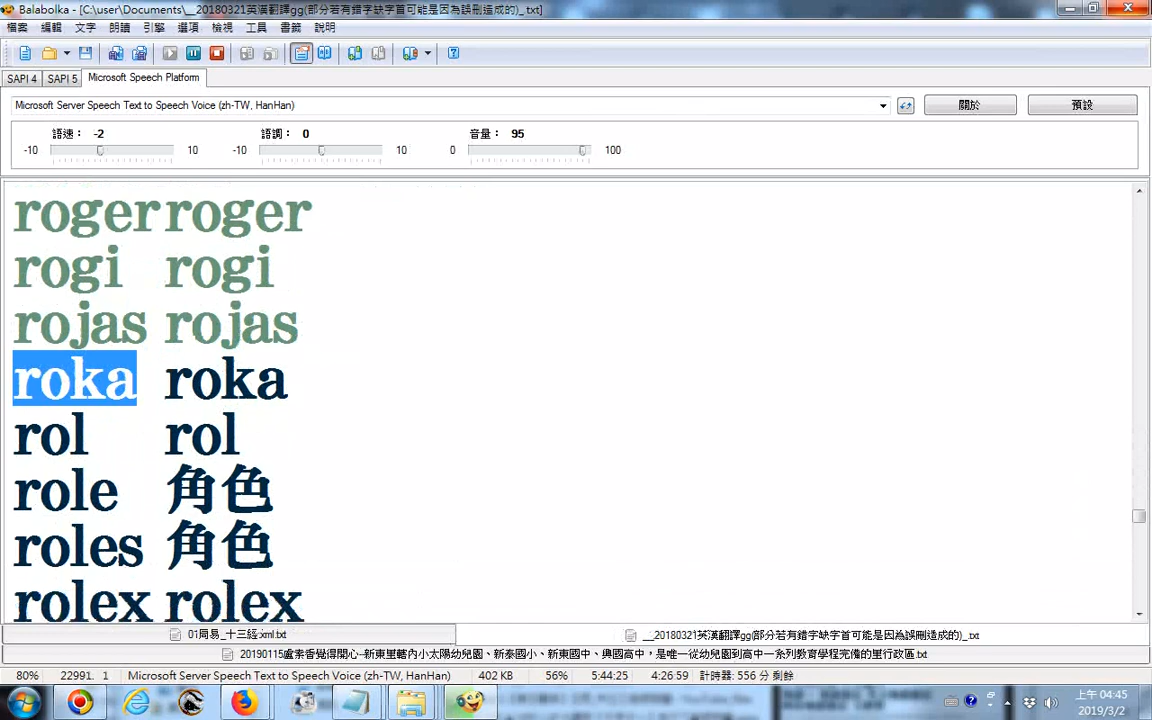 Balabolka - [C:\user\Documents\__20180321英漢翻譯gg(部分若有錯字缺字首可能是因為誤刪造成的)_.txt]
檔案 編輯 文字 朗讀 引擎 選項 檢視 工具 書籤 說明
SAPI 4 SAPI 5 Microsoft Speech Platform
Microsoft Server Speech Text to Speech Voice (zh-TW, HanHan) 關於 預設
語速： -2 語調： 0 音量： 95
-10 10 -10 10 0 100
roger roger
rogi rogi
rojas rojas
roka roka
rol rol
role 角色
roles 角色
rolex rolex
01周易_十三經.xml.txt __20180321英漢翻譯gg(部分若有錯字缺字首可能是因為誤刪造成的)_.txt
20190115盧素香覺得開心--新東里轄內小太陽幼兒園、新泰國小、新東國中、興國高中，是唯一從幼兒園到高中一系列教育學程完備的里行政區.txt
80% 22991. 1 Microsoft Server Speech Text to Speech Voice (zh-TW, HanHan) 402 KB 56% 5:44:25 4:26:59 計時器: 556 分 剩餘
上午 04:45
2019/3/2